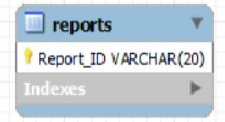 reports
Report_ID VARCHAR(20)
Indexes